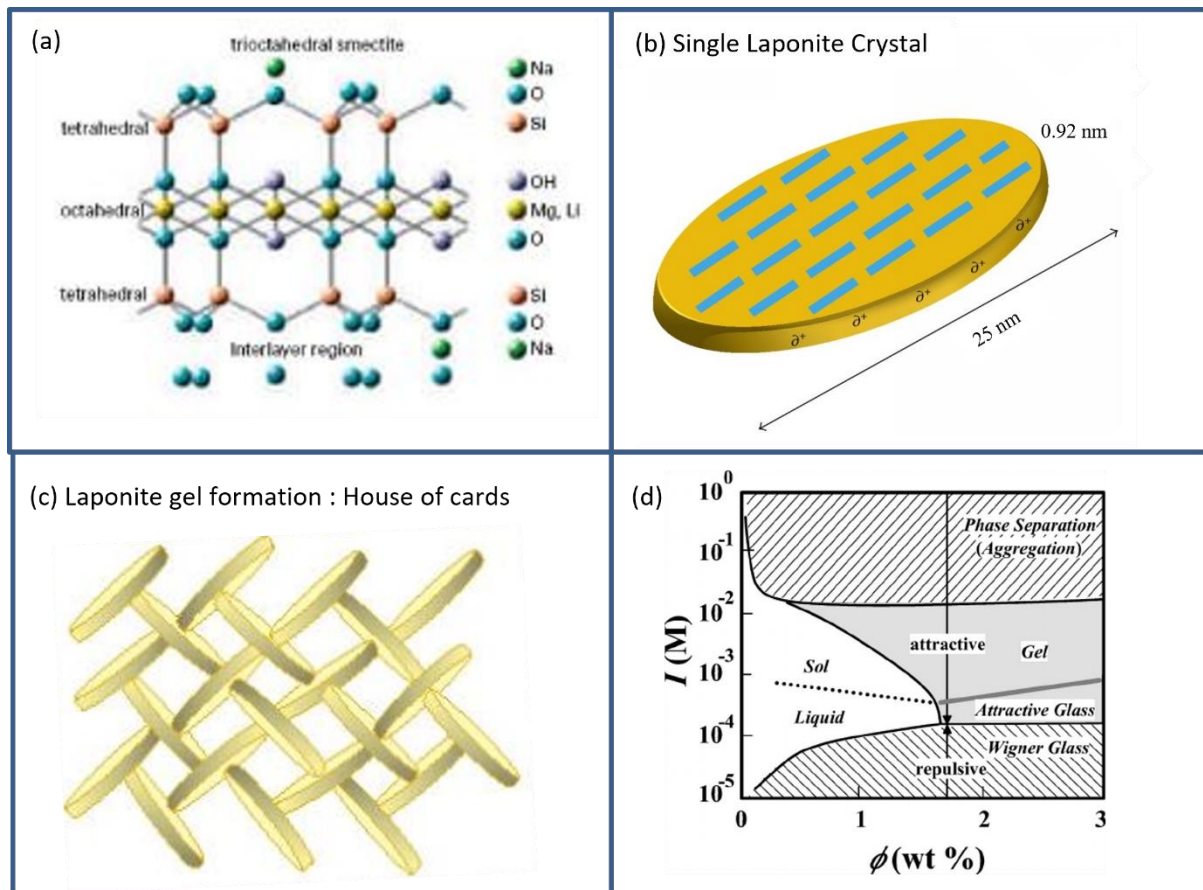 (a)
trioctahedral smectite
Na
O
tetrahedral
Si
OH
octahedral
Mg, Li
O
tetrahedral
Si
O
Interlayer region
Na
(b) Single Laponite Crystal
0.92 nm
∂⁺
∂⁺
∂⁺
∂⁺
∂⁺
25 nm
(c) Laponite gel formation : House of cards
(d)
10⁰
Phase Separation
(Aggregation)
10⁻¹
10⁻²
attractive
Gel
I (M)
10⁻³
Sol
Liquid
Attractive Glass
10⁻⁴
Wigner Glass
repulsive
10⁻⁵
0 1 2 3
ϕ (wt %)